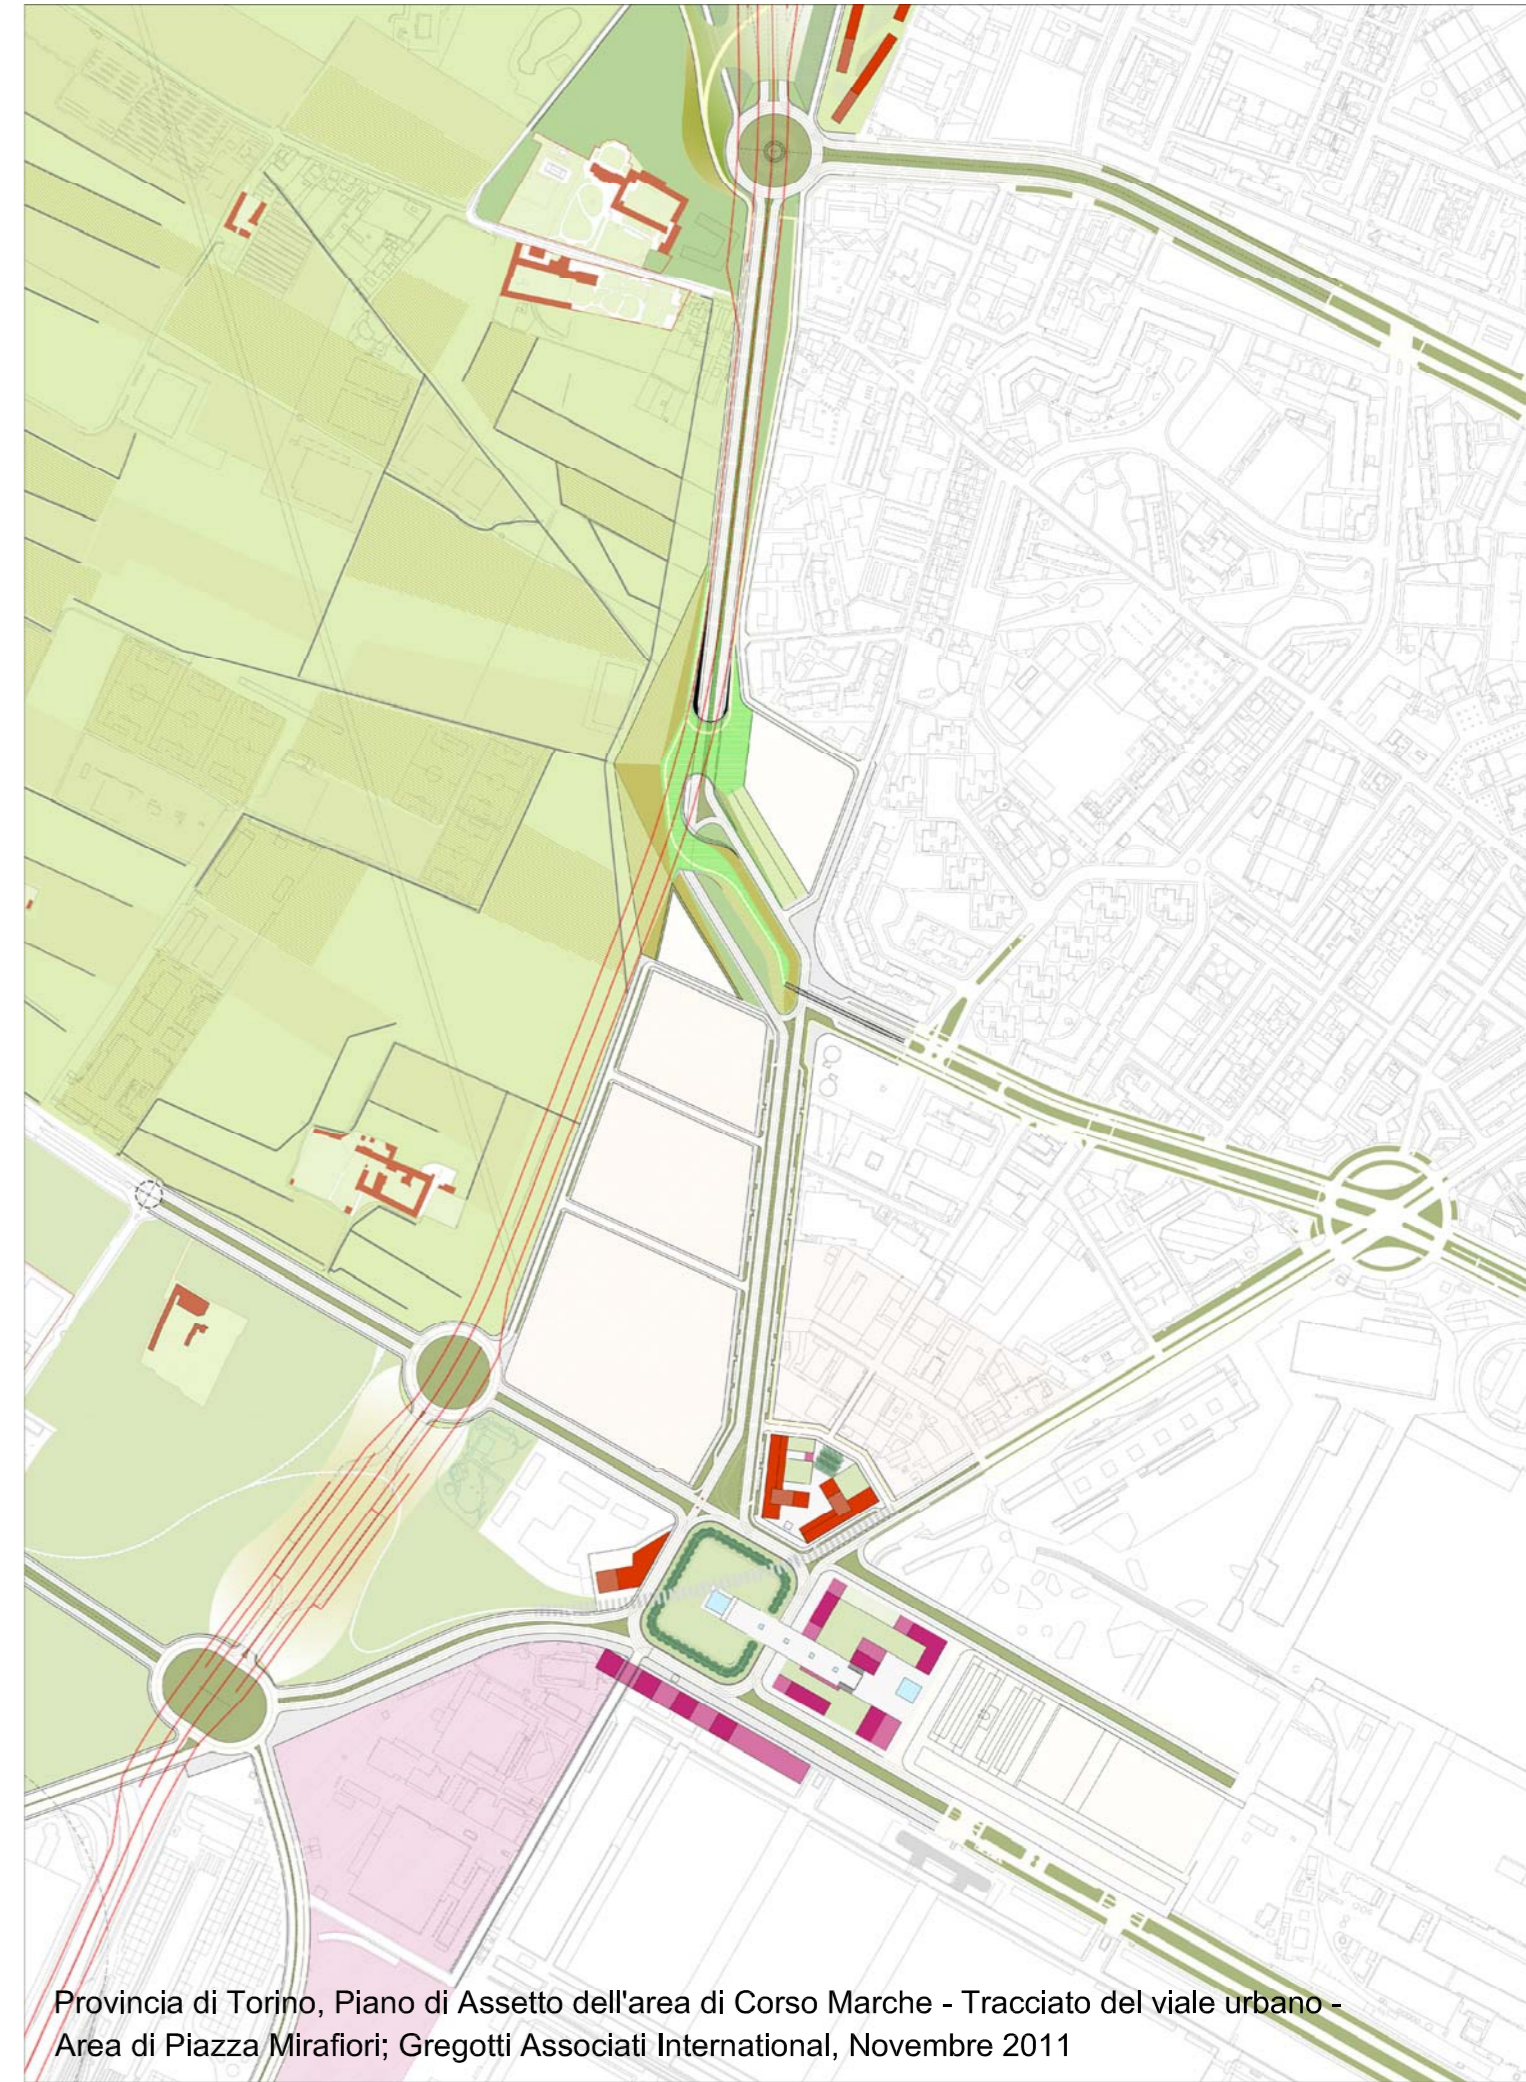 Provincia di Torino, Piano di Assetto dell'area di Corso Marche - Tracciato del viale urbano -
Area di Piazza Mirafiori; Gregotti Associati International, Novembre 2011